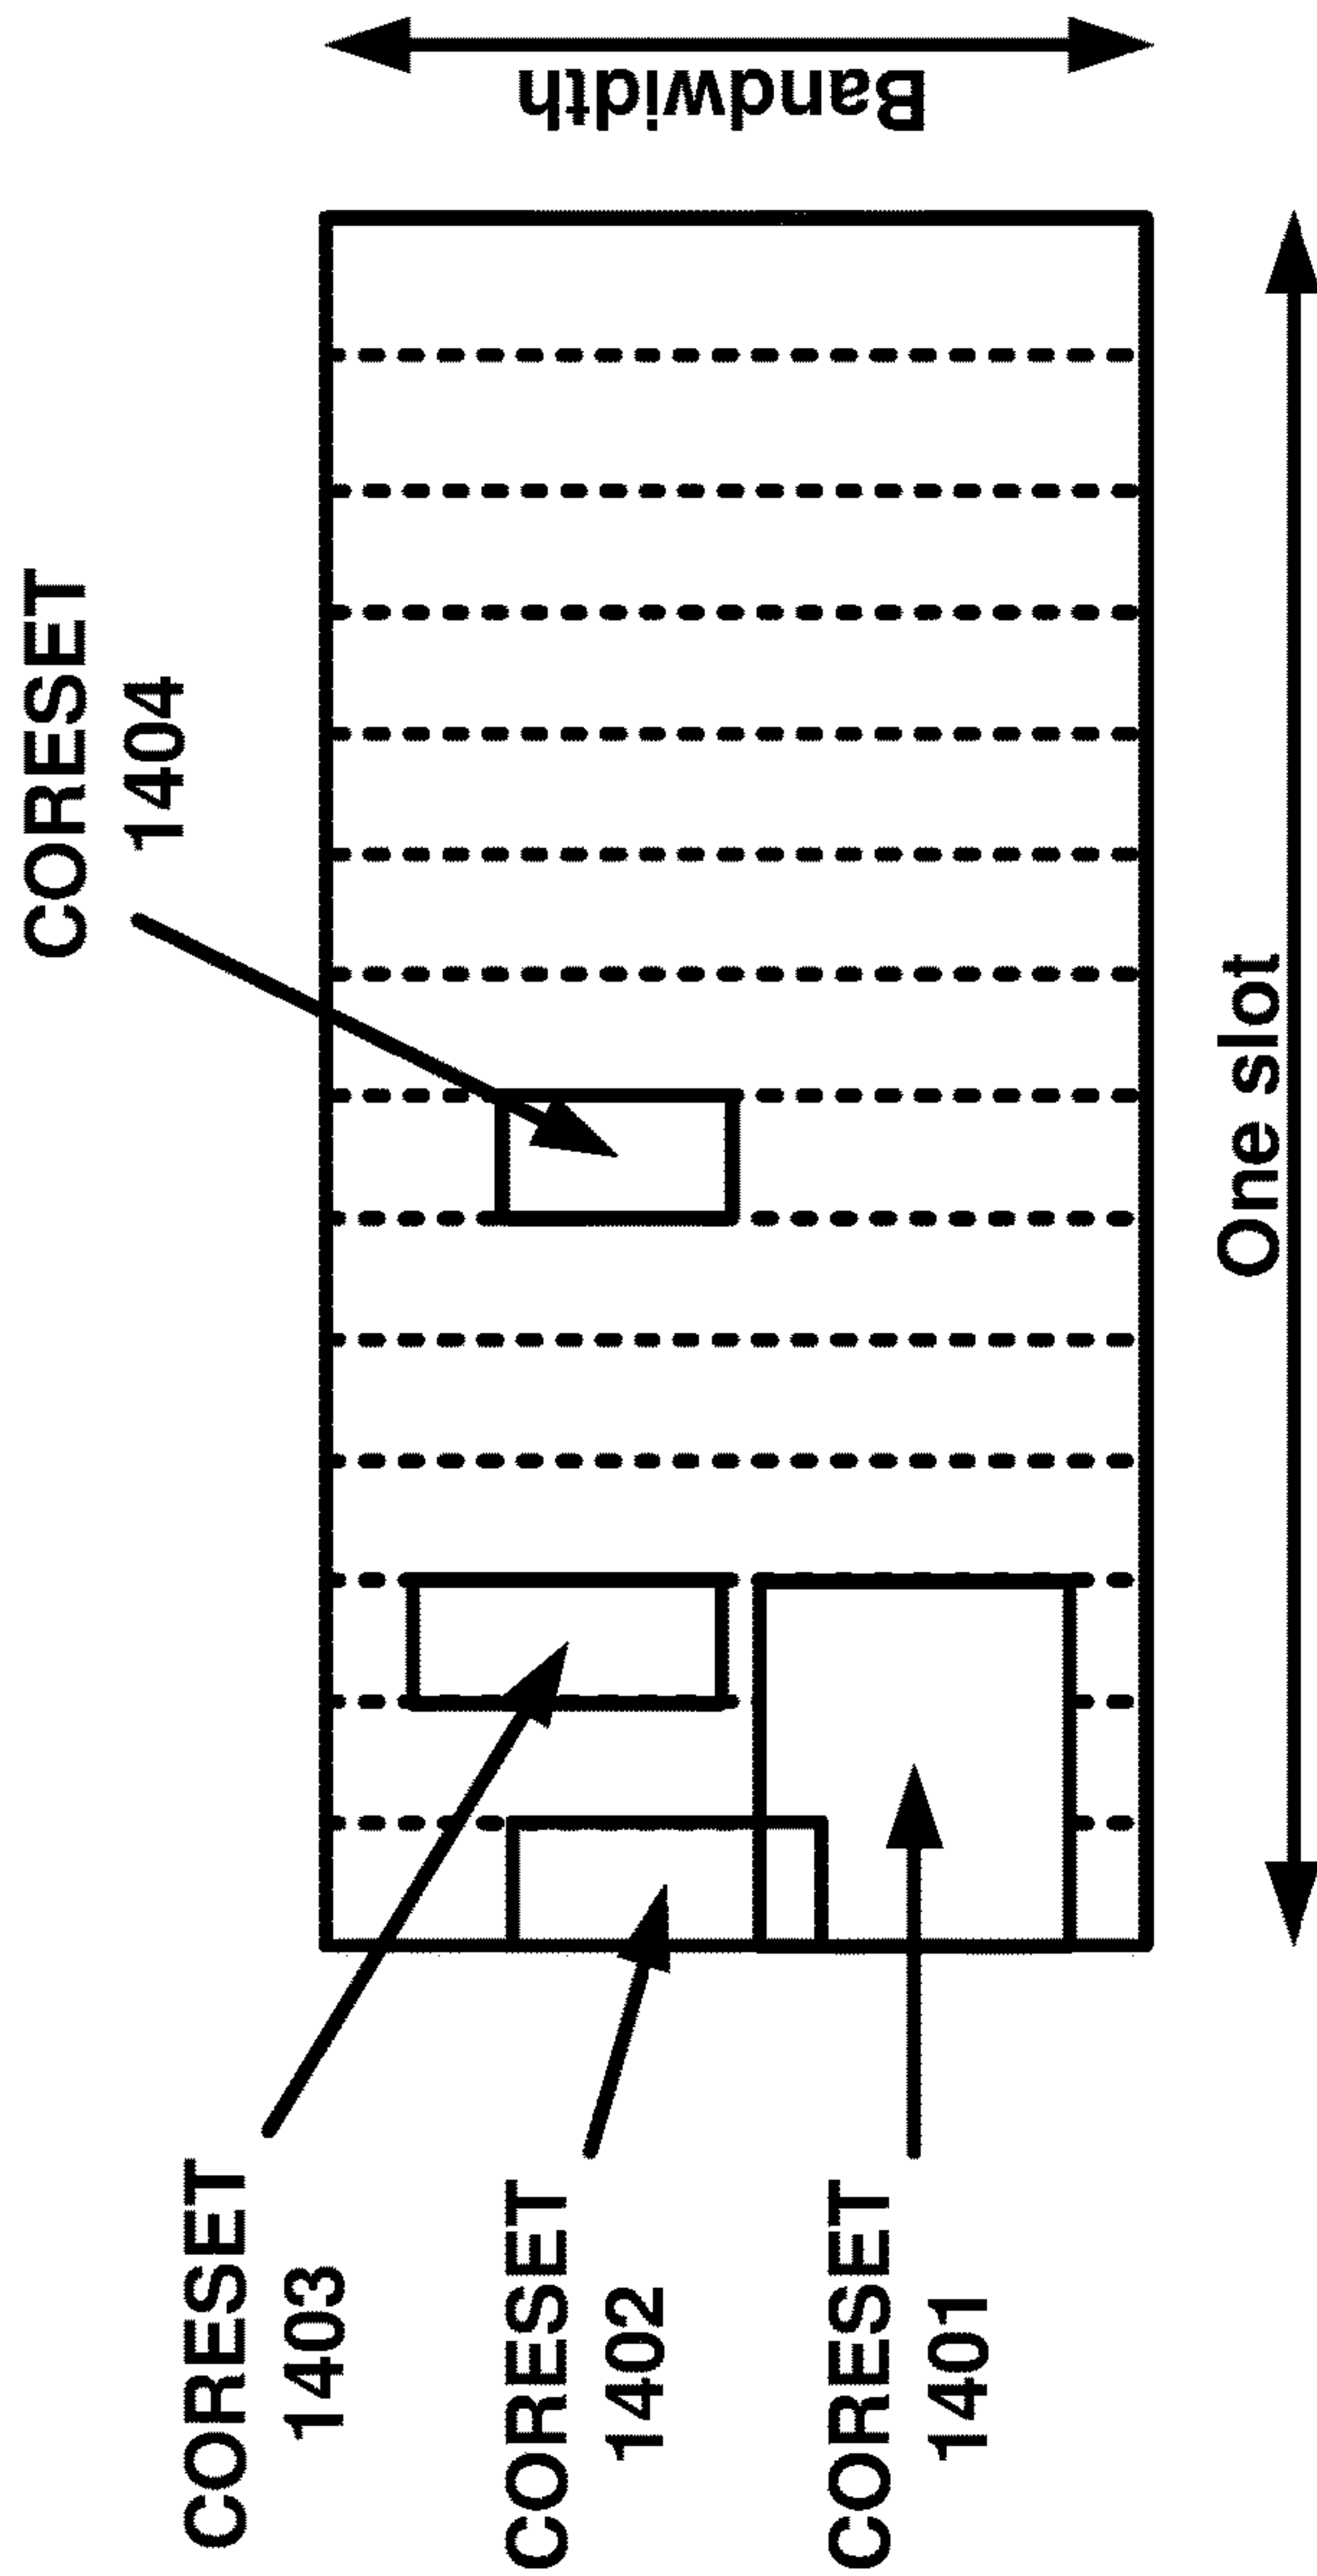 CORESET
1404
Bandwidth
CORESET
1403
CORESET
1402
CORESET
1401
One slot